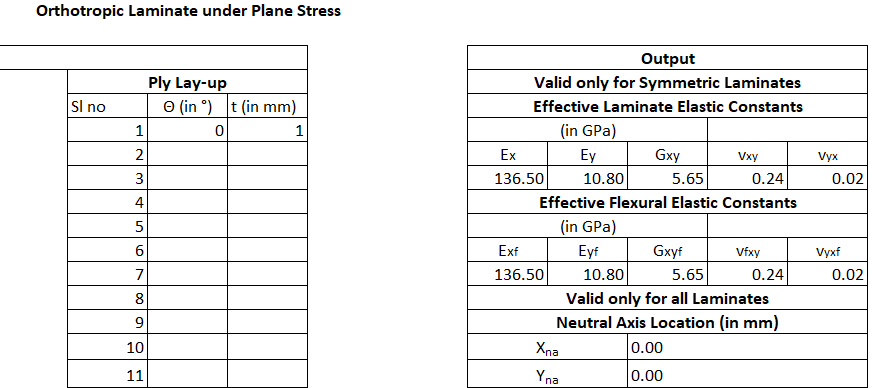 Orthotropic Laminate under Plane Stress
Ply Lay-up
Sl no Θ (in °) t (in mm)
1 0 1
2
3
4
5
6
7
8
9
10
11
Output
Valid only for Symmetric Laminates
Effective Laminate Elastic Constants
(in GPa)
Ex Ey Gxy νxy νyx
136.50 10.80 5.65 0.24 0.02
Effective Flexural Elastic Constants
(in GPa)
Exf Eyf Gxyf νfxy νyxf
136.50 10.80 5.65 0.24 0.02
Valid only for all Laminates
Neutral Axis Location (in mm)
Xna 0.00
Yna 0.00